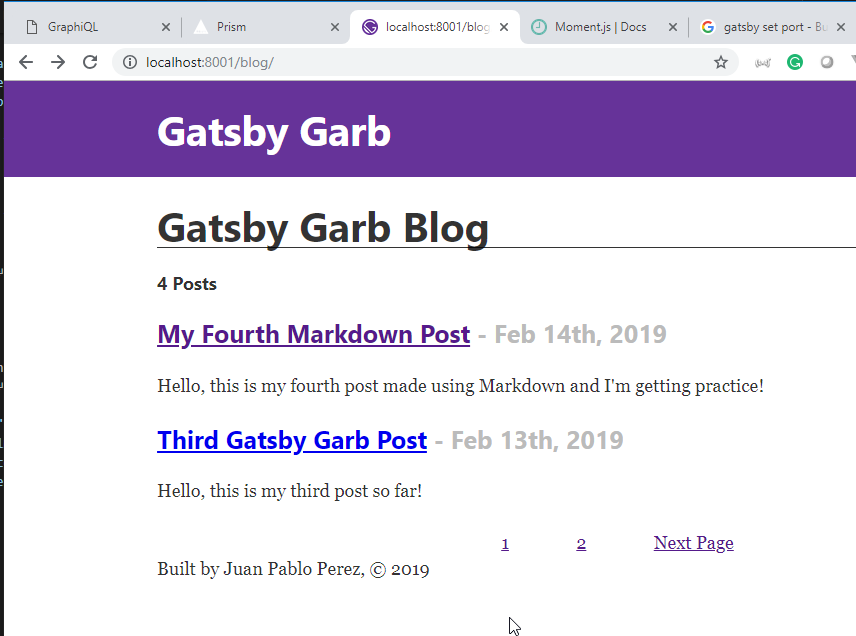 GraphiQL
Prism
localhost:8001/blog
Moment.js | Docs
gatsby set port -
localhost:8001/blog/
Gatsby Garb
Gatsby Garb Blog
4 Posts
My Fourth Markdown Post - Feb 14th, 2019
Hello, this is my fourth post made using Markdown and I'm getting practice!
Third Gatsby Garb Post - Feb 13th, 2019
Hello, this is my third post so far!
1 2 Next Page
Built by Juan Pablo Perez, © 2019